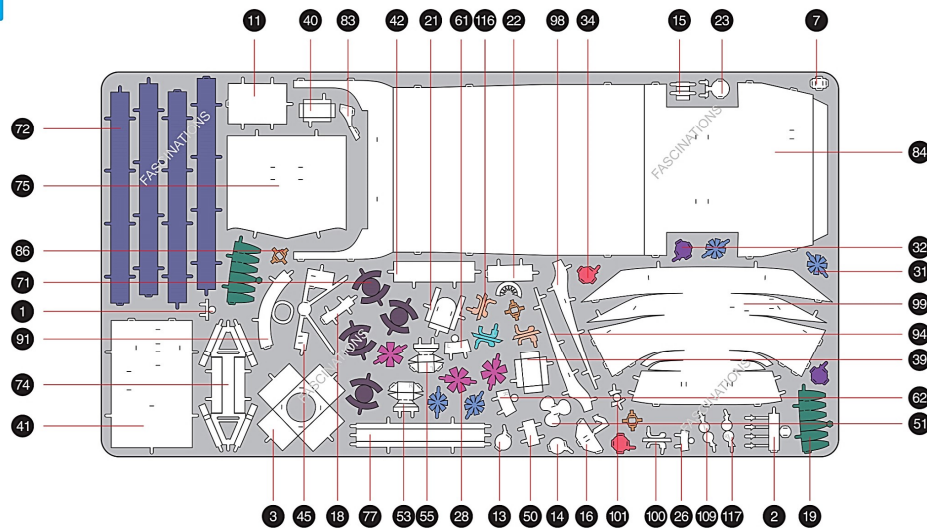 11 40 83 42 21 61 116 22 98 34 15 23 7
72
75
86
71
1
91
74
41
84
32
31
99
94
39
62
51
FASCINATIONS
FASCINATIONS
FASCINATIONS
FASCINATIONS
FASCINATIONS
3 45 18 77 53 55 28 13 50 14 16 101 100 26 109 117 2 19